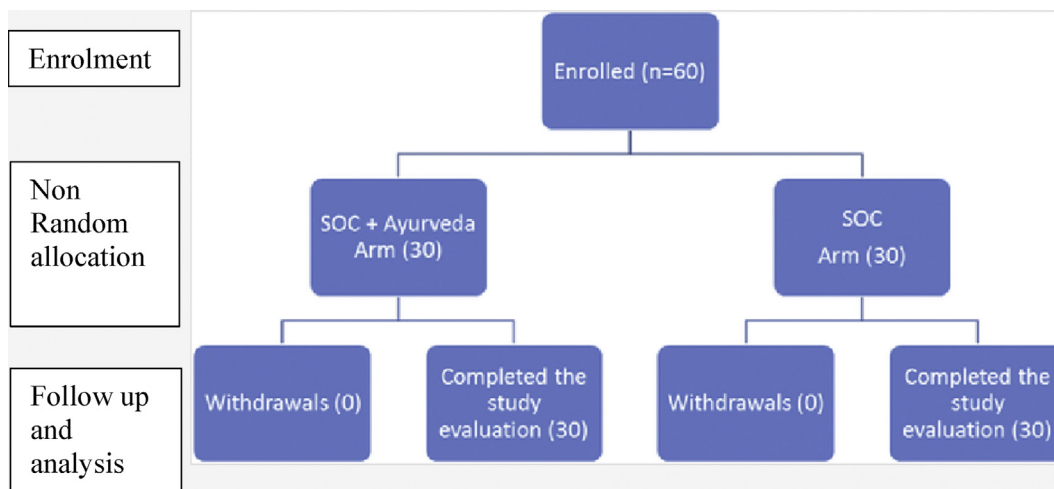 Enrolment
Enrolled (n=60)
Non
Random
allocation
SOC + Ayurveda
Arm (30)
SOC
Arm (30)
Follow up
and
analysis
Withdrawals (0)
Completed the
study
evaluation (30)
Withdrawals (0)
Completed the
study
evaluation (30)